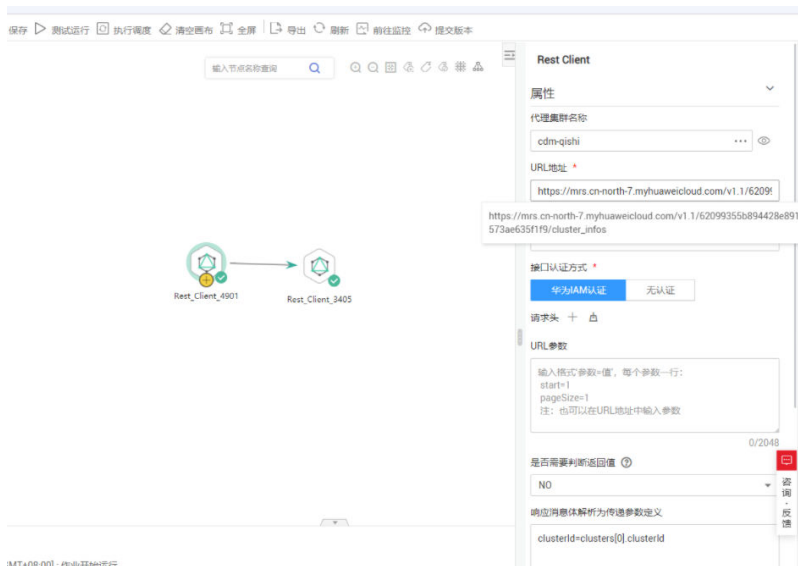 保存 测试运行 执行调度 清空画布 全屏 导出 刷新 前往监控 提交版本
输入节点名称查询
Rest_Client_4901
Rest_Client_3405
Rest Client
属性
代理集群名称
cdm-qishi
URL地址 *
https://mrs.cn-north-7.myhuaweicloud.com/v1.1/6209
https://mrs.cn-north-7.myhuaweicloud.com/v1.1/62099355b894428e891
573ae635f1f9/cluster_infos
接口认证方式 *
华为IAM认证 无认证
请求头
URL参数
输入格式'参数=值'，每个参数一行：
start=1
pageSize=1
注：也可以在URL地址中输入参数
0/2048
是否需要判断返回值
NO
响应消息体解析为传递参数定义
clusterId=clusters[0].clusterId
咨询·反馈